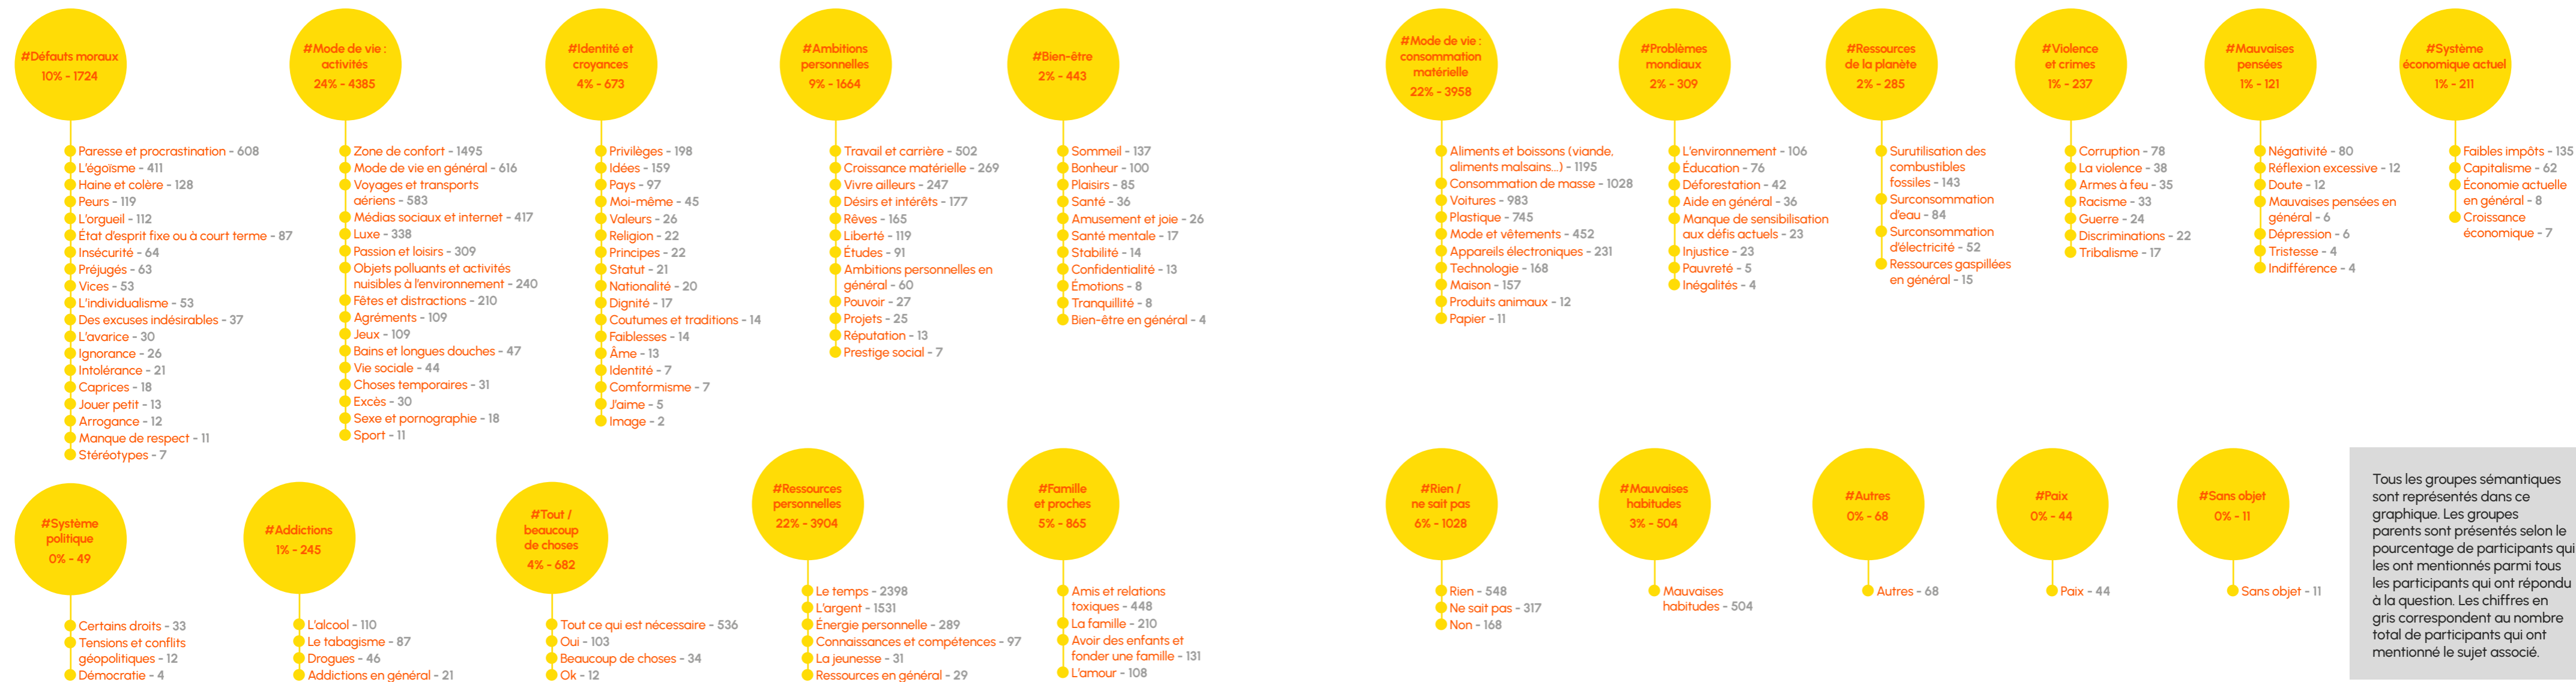 #Défauts moraux
10% - 1724
Paresse et procrastination - 608
L'égoïsme - 411
Haine et colère - 128
Peurs - 119
L'orgueil - 112
État d'esprit fixe ou à court terme - 87
Insécurité - 64
Préjugés - 63
Vices - 53
L'individualisme - 53
Des excuses indésirables - 37
L'avarice - 30
Ignorance - 26
Intolérance - 21
Caprices - 18
Jouer petit - 13
Arrogance - 12
Manque de respect - 11
Stéréotypes - 7
#Mode de vie :
activités
24% - 4385
Zone de confort - 1495
Mode de vie en général - 616
Voyages et transports
aériens - 583
Médias sociaux et internet - 417
Luxe - 338
Passion et loisirs - 309
Objets polluants et activités
nuisibles à l'environnement - 240
Fêtes et distractions - 210
Agréments - 109
Jeux - 109
Bains et longues douches - 47
Vie sociale - 44
Choses temporaires - 31
Excès - 30
Sexe et pornographie - 18
Sport - 11
#Identité et
croyances
4% - 673
Privilèges - 198
Idées - 159
Pays - 97
Moi-même - 45
Valeurs - 26
Religion - 22
Principes - 22
Statut - 21
Nationalité - 20
Dignité - 17
Coutumes et traditions - 14
Faiblesses - 14
Âme - 13
Identité - 7
Comformisme - 7
J'aime - 5
Image - 2
#Ambitions
personnelles
9% - 1664
Travail et carrière - 502
Croissance matérielle - 269
Vivre ailleurs - 247
Désirs et intérêts - 177
Rêves - 165
Liberté - 119
Études - 91
Ambitions personnelles en
général - 60
Pouvoir - 27
Projets - 25
Réputation - 13
Prestige social - 7
#Bien-être
2% - 443
Sommeil - 137
Bonheur - 100
Plaisirs - 85
Santé - 36
Amusement et joie - 26
Santé mentale - 17
Stabilité - 14
Confidentialité - 13
Émotions - 8
Tranquillité - 8
Bien-être en général - 4
#Mode de vie :
consommation
matérielle
22% - 3958
Aliments et boissons (viande,
aliments malsains...) - 1195
Consommation de masse - 1028
Voitures - 983
Plastique - 745
Mode et vêtements - 452
Appareils électroniques - 231
Technologie - 168
Maison - 157
Produits animaux - 12
Papier - 11
#Problèmes
mondiaux
2% - 309
L'environnement - 106
Éducation - 76
Déforestation - 42
Aide en général - 36
Manque de sensibilisation
aux défis actuels - 23
Injustice - 23
Pauvreté - 5
Inégalités - 4
#Ressources
de la planète
2% - 285
Surutilisation des
combustibles
fossiles - 143
Surconsommation
d'eau - 84
Surconsommation
d'électricité - 52
Ressources gaspillées
en général - 15
#Violence
et crimes
1% - 237
Corruption - 78
La violence - 38
Armes à feu - 35
Racisme - 33
Guerre - 24
Discriminations - 22
Tribalisme - 17
#Mauvaises
pensées
1% - 121
Négativité - 80
Réflexion excessive - 12
Doute - 12
Mauvaises pensées en
général - 6
Dépression - 6
Tristesse - 4
Indifférence - 4
#Système
économique actuel
1% - 211
Faibles impôts - 135
Capitalisme - 62
Économie actuelle
en général - 8
Croissance
économique - 7
#Système
politique
0% - 49
Certains droits - 33
Tensions et conflits
géopolitiques - 12
Démocratie - 4
#Addictions
1% - 245
L'alcool - 110
Le tabagisme - 87
Drogues - 46
Addictions en général - 21
#Tout /
beaucoup
de choses
4% - 682
Tout ce qui est nécessaire - 536
Oui - 103
Beaucoup de choses - 34
Ok - 12
#Ressources
personnelles
22% - 3904
Le temps - 2398
L'argent - 1531
Énergie personnelle - 289
Connaissances et compétences - 97
La jeunesse - 31
Ressources en général - 29
#Famille
et proches
5% - 865
Amis et relations
toxiques - 448
La famille - 210
Avoir des enfants et
fonder une famille - 131
L'amour - 108
#Rien /
ne sait pas
6% - 1028
Rien - 548
Ne sait pas - 317
Non - 168
#Mauvaises
habitudes
3% - 504
Mauvaises
habitudes - 504
#Autres
0% - 68
Autres - 68
#Paix
0% - 44
Paix - 44
#Sans objet
0% - 11
Sans objet - 11
Tous les groupes sémantiques
sont représentés dans ce
graphique. Les groupes
parents sont présentés selon le
pourcentage de participants qui
les ont mentionnés parmi tous
les participants qui ont répondu
à la question. Les chiffres en
gris correspondent au nombre
total de participants qui ont
mentionné le sujet associé.